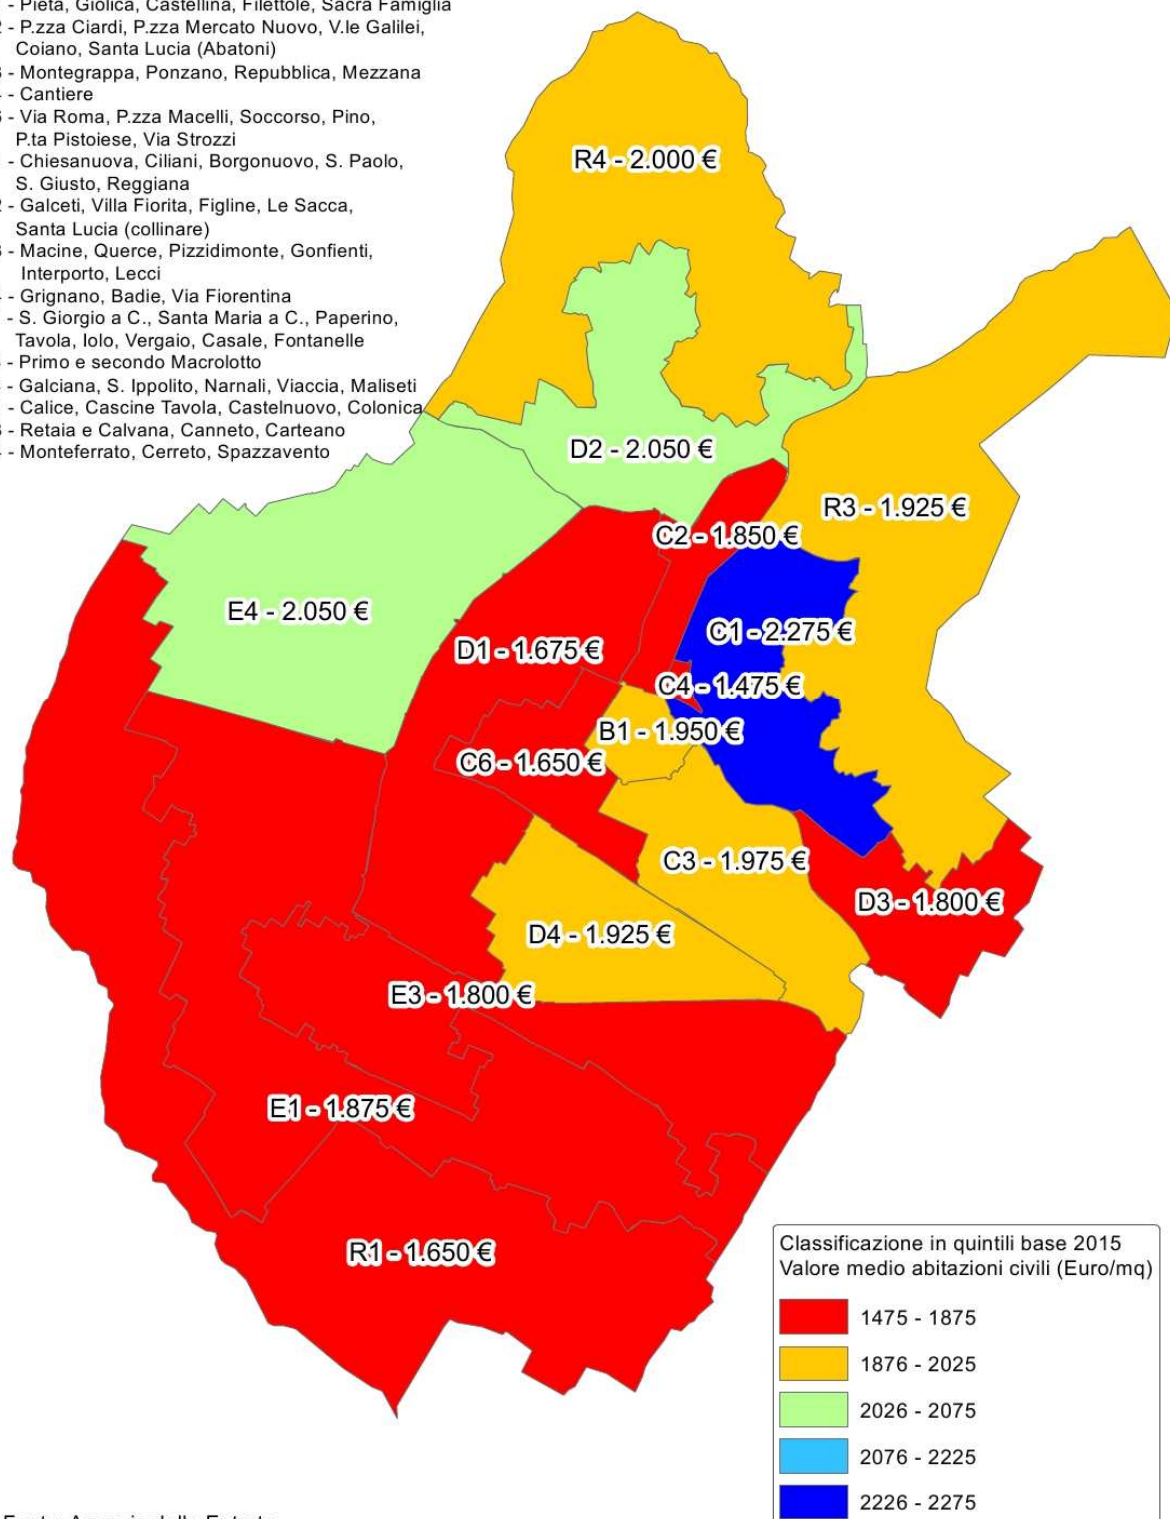 - Pietà, Giolica, Castellina, Filettole, Sacra Famiglia
2 - P.zza Ciardi, P.zza Mercato Nuovo, V.le Galilei,
Coiano, Santa Lucia (Abatoni)
3 - Montegrappa, Ponzano, Repubblica, Mezzana
- Cantiere
6 - Via Roma, P.zza Macelli, Soccorso, Pino,
P.ta Pistoiese, Via Strozzi
- Chiesanuova, Ciliani, Borgonuovo, S. Paolo,
S. Giusto, Reggiana
2 - Galceti, Villa Fiorita, Figline, Le Sacca,
Santa Lucia (collinare)
3 - Macine, Querce, Pizzidimonte, Gonfienti,
Interporto, Lecci
- Grignano, Badie, Via Fiorentina
- S. Giorgio a C., Santa Maria a C., Paperino,
Tavola, Iolo, Vergaio, Casale, Fontanelle
- Primo e secondo Macrolotto
- Galciana, S. Ippolito, Narnali, Viaccia, Maliseti
- Calice, Cascine Tavola, Castelnuovo, Colonica
3 - Retaia e Calvana, Canneto, Carteano
- Monteferrato, Cerreto, Spazzavento
R4 - 2.000 €
D2 - 2.050 €
R3 - 1.925 €
C2 - 1.850 €
E4 - 2.050 €
C1 - 2.275 €
D1 - 1.675 €
C4 - 1.475 €
B1 - 1.950 €
C6 - 1.650 €
C3 - 1.975 €
D3 - 1.800 €
D4 - 1.925 €
E3 - 1.800 €
E1 - 1.875 €
R1 - 1.650 €
Classificazione in quintili base 2015
Valore medio abitazioni civili (Euro/mq)
1475 - 1875
1876 - 2025
2026 - 2075
2076 - 2225
2226 - 2275